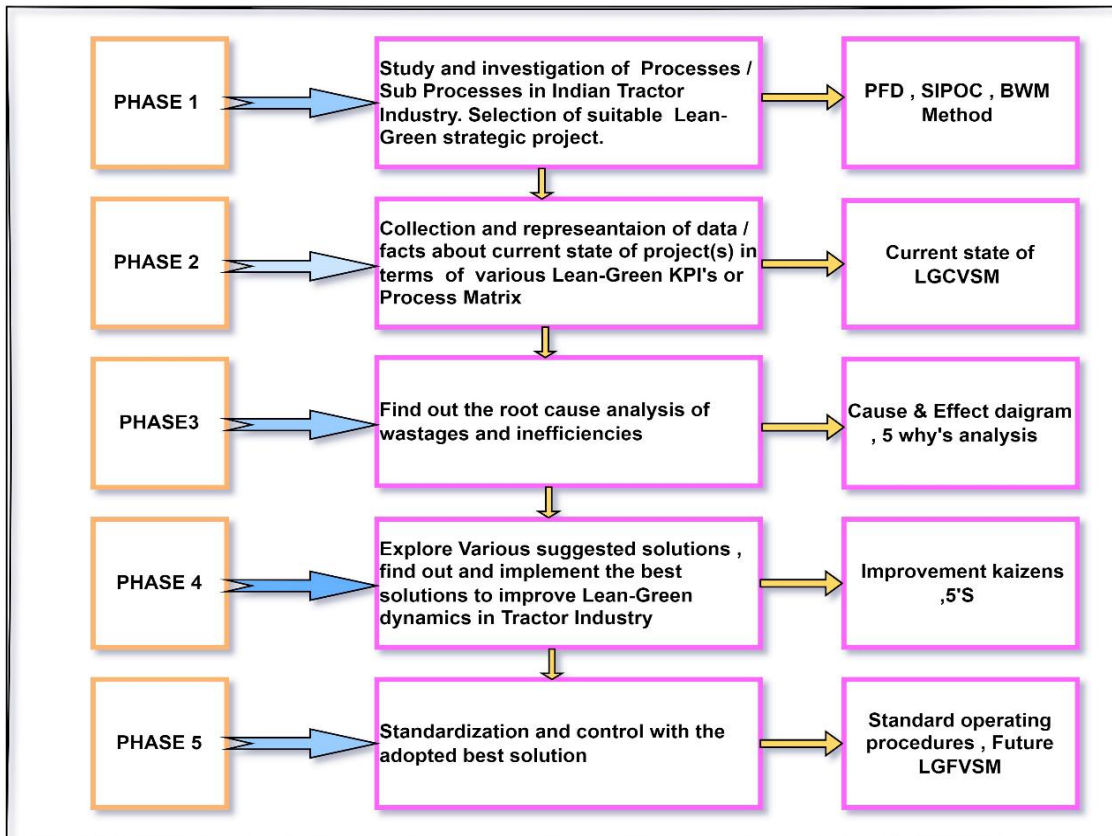 PHASE 1
Study and investigation of Processes /
Sub Processes in Indian Tractor
Industry. Selection of suitable Lean-
Green strategic project.
PFD , SIPOC , BWM
Method
PHASE 2
Collection and represeantaion of data /
facts about current state of project(s) in
terms of various Lean-Green KPI's or
Process Matrix
Current state of
LGCVSM
PHASE3
Find out the root cause analysis of
wastages and inefficiencies
Cause & Effect daigram
, 5 why's analysis
PHASE 4
Explore Various suggested solutions ,
find out and implement the best
solutions to improve Lean-Green
dynamics in Tractor Industry
Improvement kaizens
,5'S
PHASE 5
Standardization and control with the
adopted best solution
Standard operating
procedures , Future
LGFVSM